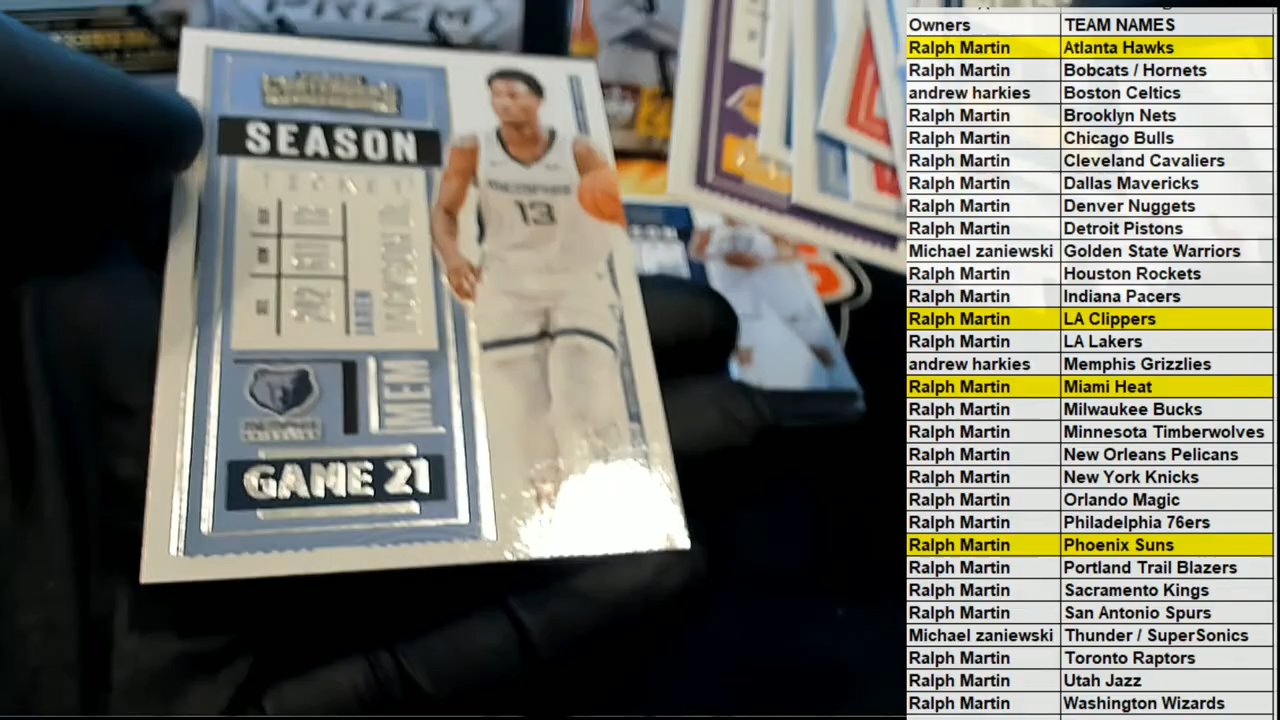 PRIZM
SEASON
TICKET
JAREN
JACKSON JR.
MEM
GAME 21
MEMPHIS
13
Owners TEAM NAMES
Ralph Martin Atlanta Hawks
Ralph Martin Bobcats / Hornets
andrew harkies Boston Celtics
Ralph Martin Brooklyn Nets
Ralph Martin Chicago Bulls
Ralph Martin Cleveland Cavaliers
Ralph Martin Dallas Mavericks
Ralph Martin Denver Nuggets
Ralph Martin Detroit Pistons
Michael zaniewski Golden State Warriors
Ralph Martin Houston Rockets
Ralph Martin Indiana Pacers
Ralph Martin LA Clippers
Ralph Martin LA Lakers
andrew harkies Memphis Grizzlies
Ralph Martin Miami Heat
Ralph Martin Milwaukee Bucks
Ralph Martin Minnesota Timberwolves
Ralph Martin New Orleans Pelicans
Ralph Martin New York Knicks
Ralph Martin Orlando Magic
Ralph Martin Philadelphia 76ers
Ralph Martin Phoenix Suns
Ralph Martin Portland Trail Blazers
Ralph Martin Sacramento Kings
Ralph Martin San Antonio Spurs
Michael zaniewski Thunder / SuperSonics
Ralph Martin Toronto Raptors
Ralph Martin Utah Jazz
Ralph Martin Washington Wizards